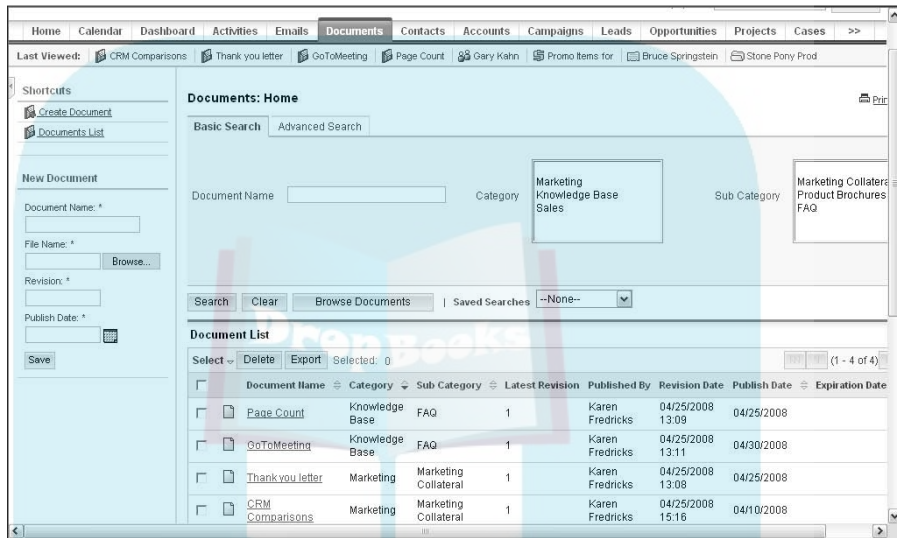 Home Calendar Dashboard Activities Emails Documents Contacts Accounts Campaigns Leads Opportunities Projects Cases >>
Last Viewed: CRM Comparisons Thank you letter GoToMeeting Page Count Gary Kahn Promo Items for Bruce Springstein Stone Pony Prod
Shortcuts
Create Document
Documents List
New Document
Document Name: *
File Name: *
Browse...
Revision: *
Publish Date: *
Save
Documents: Home
Prin
Basic Search Advanced Search
Document Name
Category
Marketing
Knowledge Base
Sales
Sub Category
Marketing Collatera
Product Brochures
FAQ
Search Clear Browse Documents | Saved Searches --None--
DropBooks
Document List
Select Delete Export Selected: 0 (1 - 4 of 4)
Document Name Category Sub Category Latest Revision Published By Revision Date Publish Date Expiration Date
Page Count Knowledge Base FAQ 1 Karen Fredricks 04/25/2008 13:09 04/25/2008
GoToMeeting Knowledge Base FAQ 1 Karen Fredricks 04/25/2008 13:11 04/30/2008
Thank you letter Marketing Marketing Collateral 1 Karen Fredricks 04/25/2008 13:08 04/25/2008
CRM Comparisons Marketing Marketing Collateral 1 Karen Fredricks 04/25/2008 15:16 04/10/2008